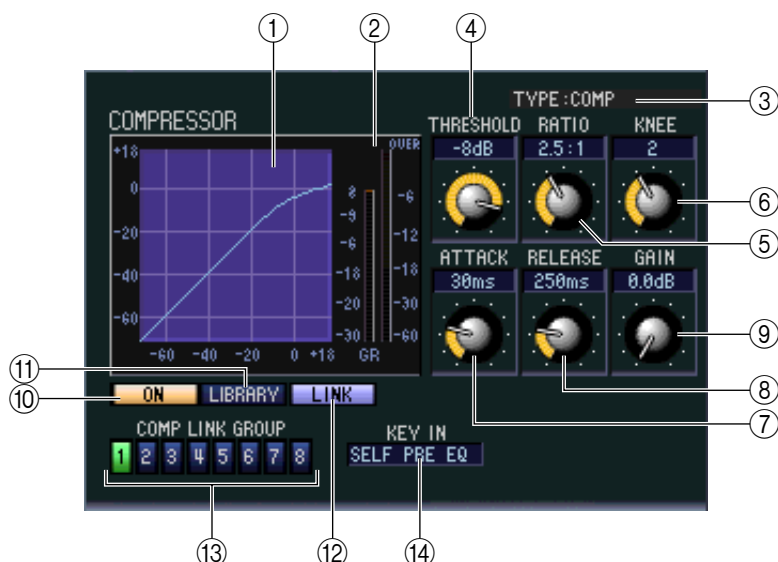 ① ② ④
TYPE:COMP ③
COMPRESSOR
THRESHOLD RATIO KNEE
-8dB 2.5:1 2
+18 0 -20 -40 -60
-60 -40 -20 0 +18
OVER
0 -9 -6 -18 -20 -30
GR
-6 -12 -18 -30 -60
⑥
⑤
ATTACK RELEASE GAIN
30ms 250ms 0.0dB
⑨
⑧
⑦
⑪
⑩ ON LIBRARY LINK
COMP LINK GROUP
1 2 3 4 5 6 7 8
KEY IN
SELF PRE EQ
⑬ ⑫ ⑭